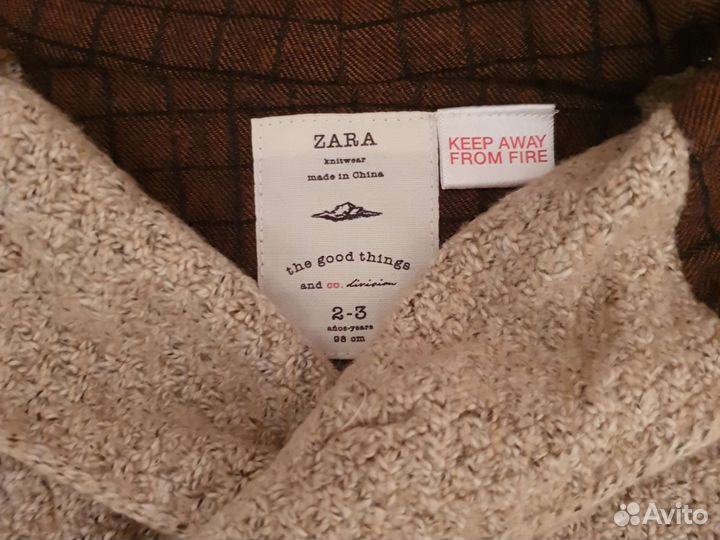 ZARA
knitwear
made in China
the good things
and co. division
2-3
años-years
98 cm
KEEP AWAY
FROM FIRE
Avito